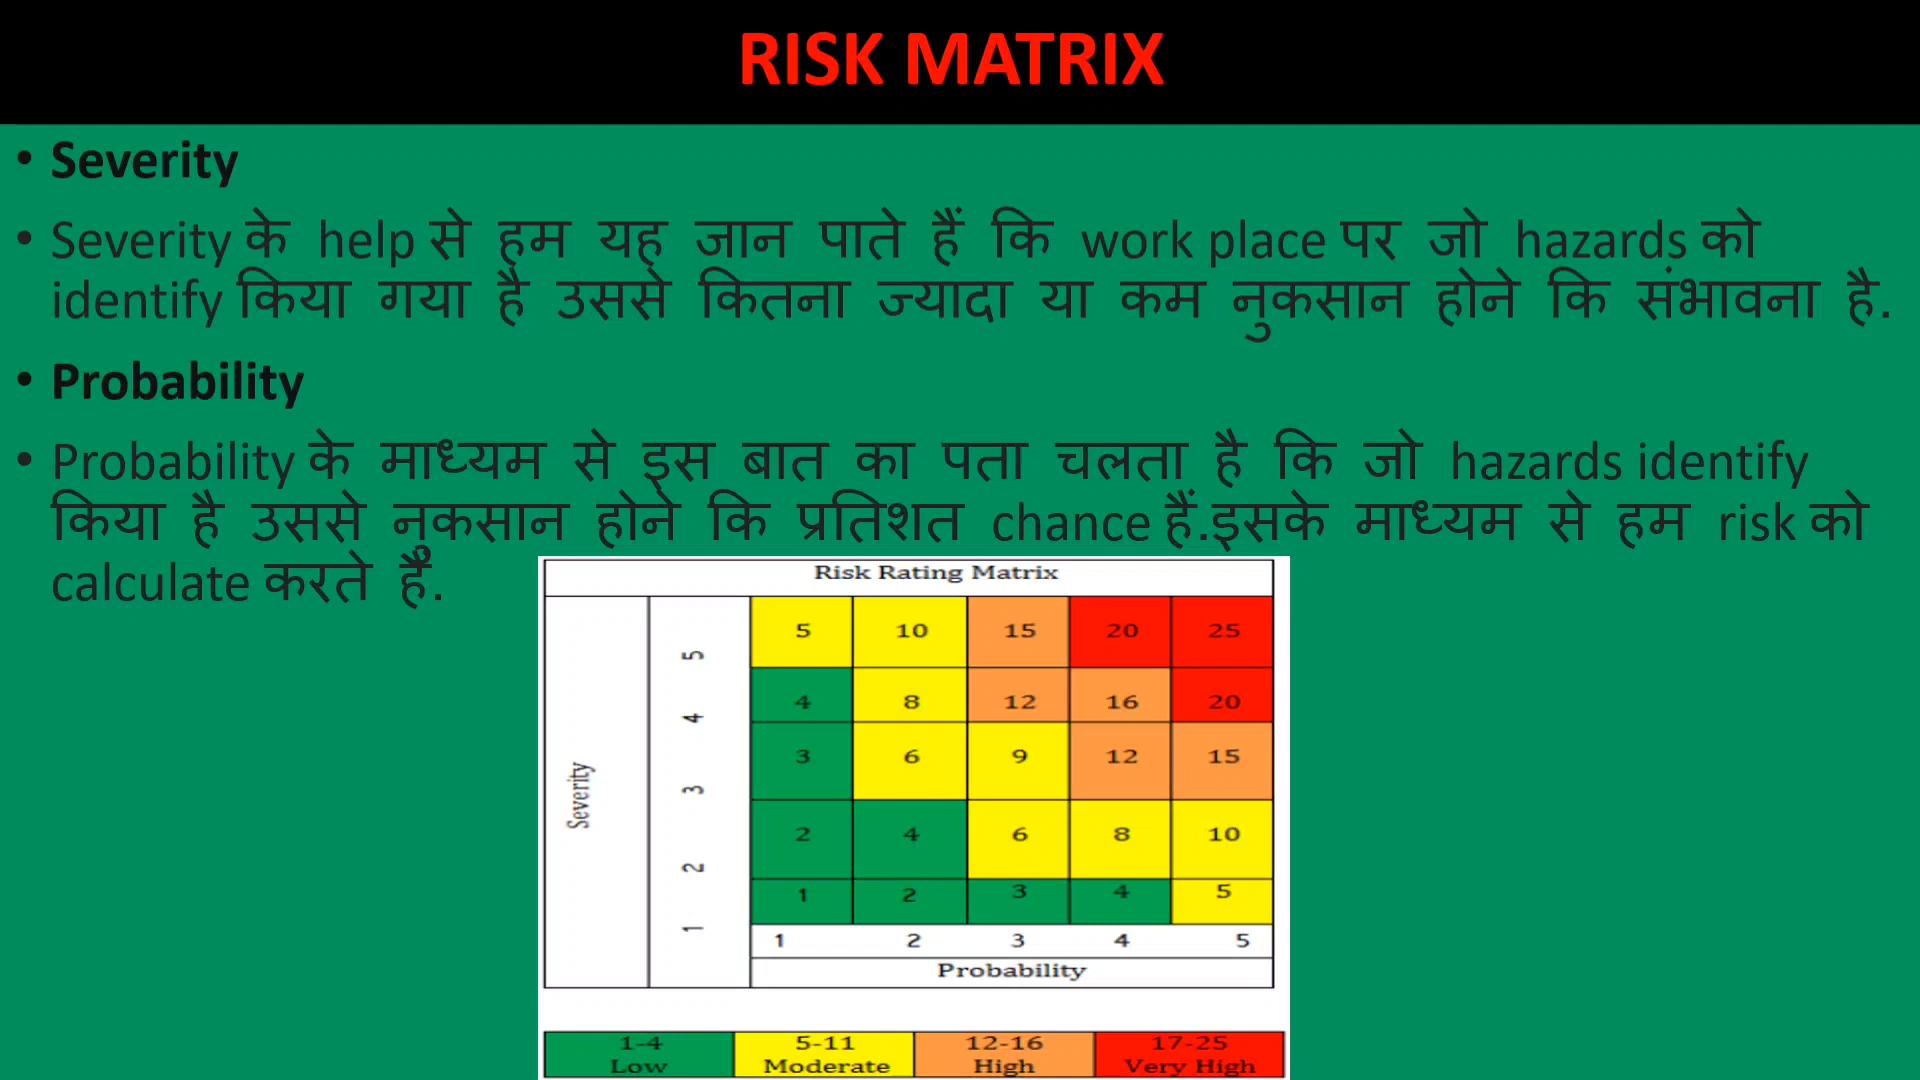 RISK MATRIX
• Severity
• Severity के help से हम यह जान पाते हैं कि work place पर जो hazards को
identify किया गया है उससे कितना ज्यादा या कम नुकसान होने कि संभावना है.
• Probability
• Probability के माध्यम से इस बात का पता चलता है कि जो hazards identify
किया है उससे नुकसान होने कि प्रतिशत chance हैं.इसके माध्यम से हम risk को
calculate करते हैं.
Risk Rating Matrix
5 5 10 15 20 25
4 4 8 12 16 20
3 3 6 9 12 15
Severity
2 2 4 6 8 10
1 1 2 3 4 5
1 2 3 4 5
Probability
1-4 5-11 12-16 17-25
Low Moderate High Very High